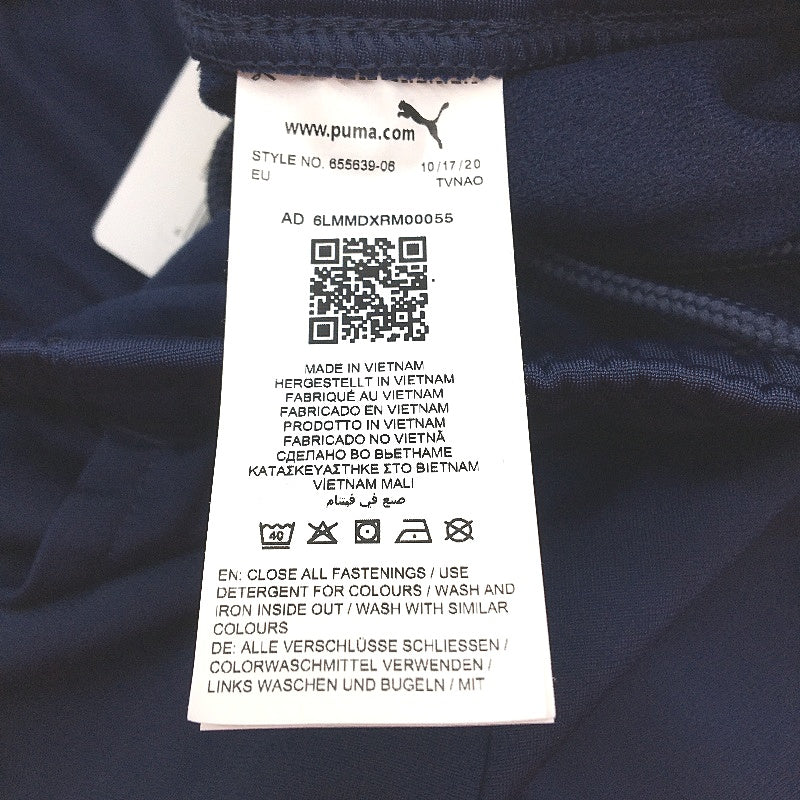 www.puma.com
STYLE NO. 655639-06 10/17/20
EU TVNAO
AD 6LMMDXRM00055
MADE IN VIETNAM
HERGESTELLT IN VIETNAM
FABRIQUÉ AU VIETNAM
FABRICADO EN VIETNAM
PRODOTTO IN VIETNAM
FABRICADO NO VIETNÃ
СДЕЛАНО ВО ВЬЕТНАМЕ
ΚΑΤΑΣΚΕΥΑΣΤΗΚΕ ΣΤΟ ΒΙΕΤΝΑΜ
VİETNAM MALI
صنع في فيتنام
40
EN: CLOSE ALL FASTENINGS / USE
DETERGENT FOR COLOURS / WASH AND
IRON INSIDE OUT / WASH WITH SIMILAR
COLOURS
DE: ALLE VERSCHLÜSSE SCHLIESSEN /
COLORWASCHMITTEL VERWENDEN /
LINKS WASCHEN UND BUGELN / MIT